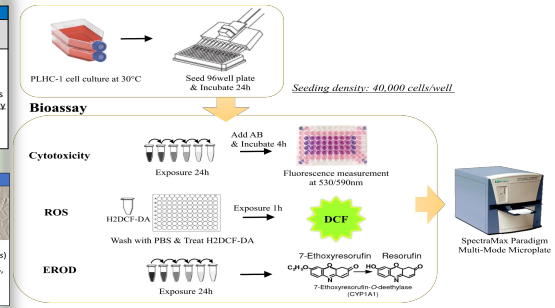 PLHC-1 cell culture at 30°C
Seed 96well plate
& Incubate 24h
Seeding density: 40,000 cells/well
Bioassay
Cytotoxicity
Exposure 24h
Add AB
& Incubate 4h
Fluorescence measurement
at 530/590nm
ROS
H2DCF-DA
Wash with PBS & Treat H2DCF-DA
Exposure 1h
DCF
EROD
Exposure 24h
7-Ethoxyresorufin
Resorufin
C₂H₅O
O
O
N
HO
O
O
N
7-Ethoxyresorufin-O-deethylase
(CYP1A1)
SpectraMax Paradigm
Multi-Mode Microplate